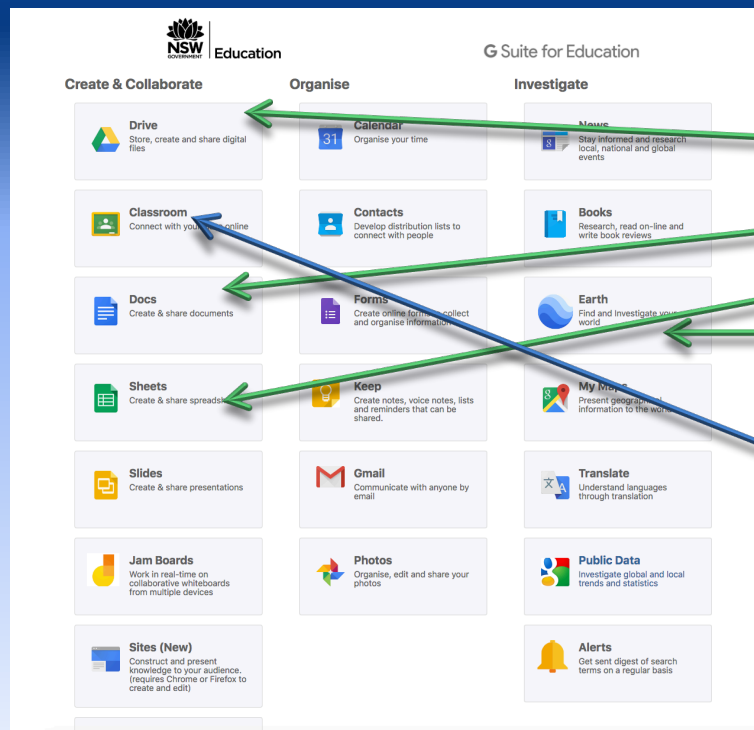 NSW
GOVERNMENT
Education
G Suite for Education
Create & Collaborate
Drive
Store, create and share digital
files
Classroom
Connect with your online
Docs
Create & share documents
Sheets
Create & share spreadsh
Slides
Create & share presentations
Jam Boards
Work in real-time on
collaborative whiteboards
from multiple devices
Sites (New)
Construct and present
knowledge to your audience.
(requires Chrome or Firefox to
create and edit)
Organise
31
Calendar
Organise your time
Contacts
Develop distribution lists to
connect with people
Forms
Create online forms to collect
and organise information
Keep
Create notes, voice notes, lists
and reminders that can be
shared.
Gmail
Communicate with anyone by
email
Photos
Organise, edit and share your
photos
Investigate
8
News
Stay informed and research
local, national and global
events
Books
Research, read on-line and
write book reviews
Earth
Find and Investigate your
world
8
My Maps
Present geographical
information to the world
文A
Translate
Understand languages
through translation
8
Public Data
Investigate global and local
trends and statistics
Alerts
Get sent digest of search
terms on a regular basis